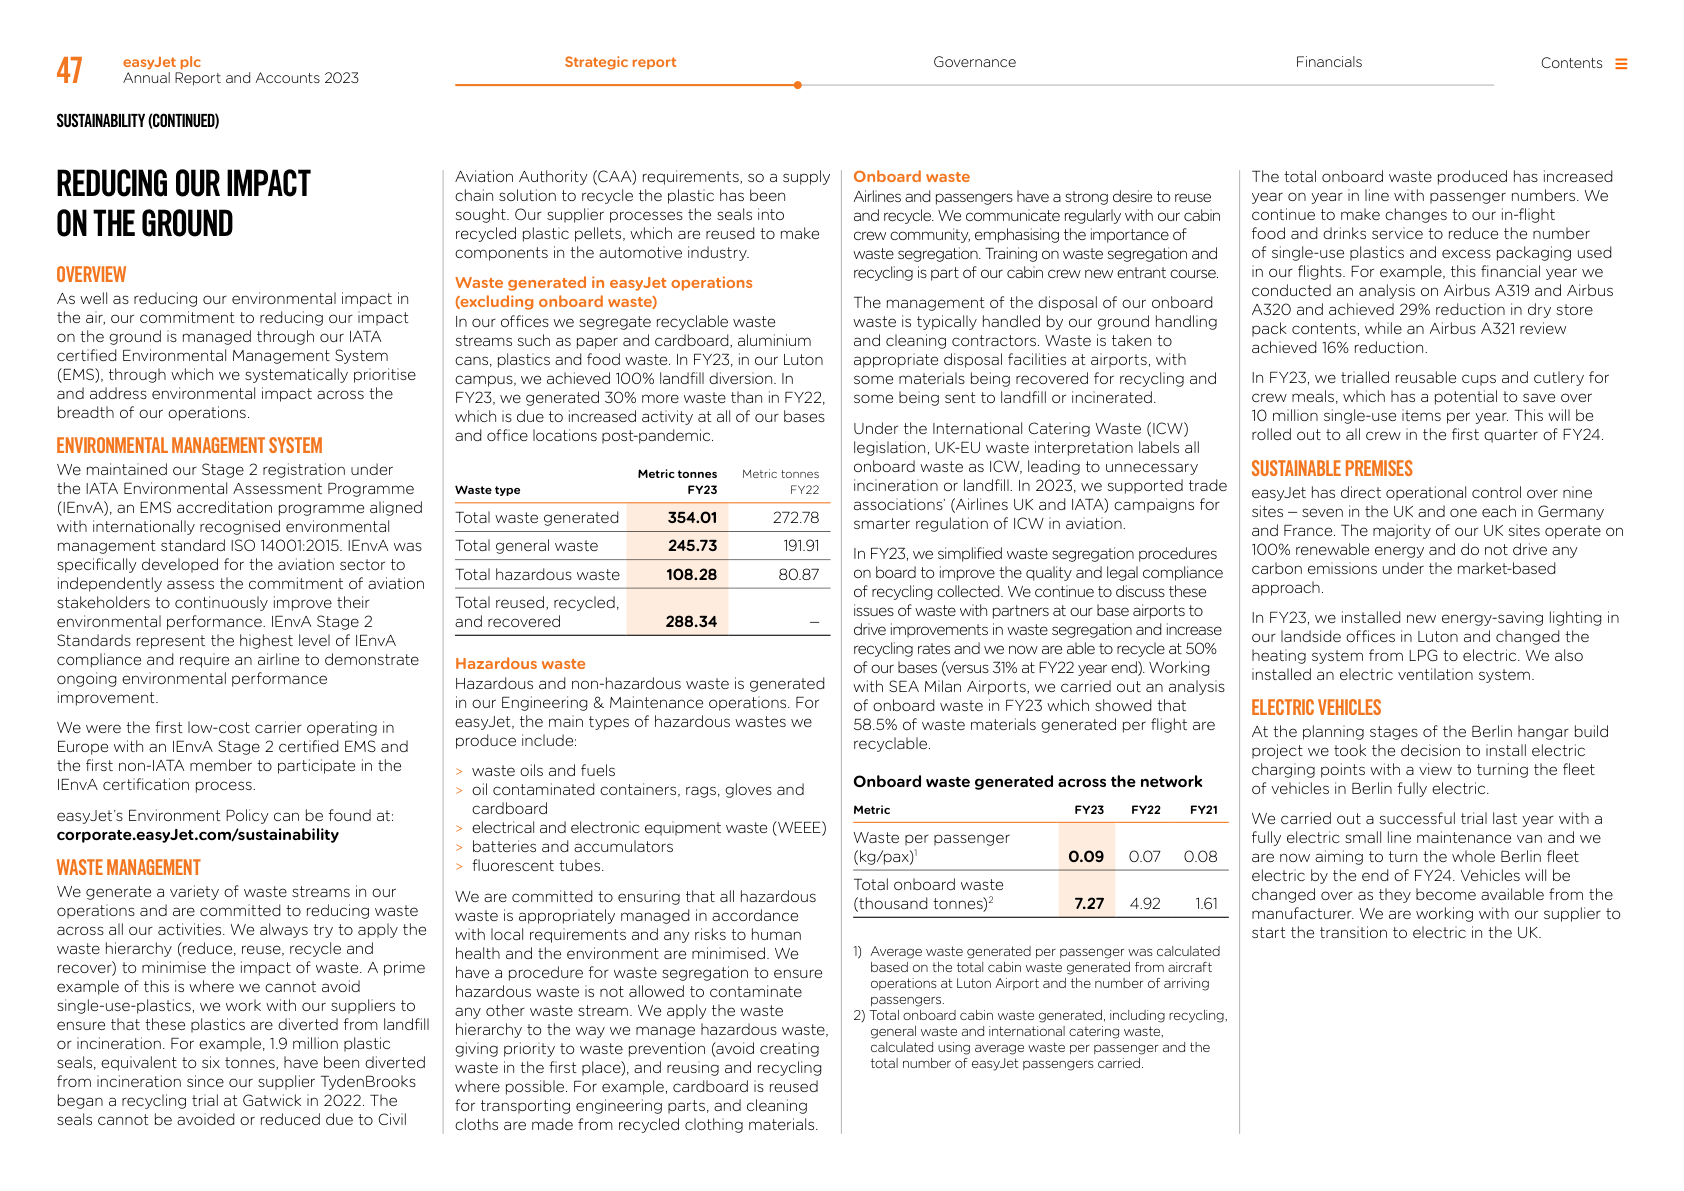 47
easyJet plc
Annual Report and Accounts 2023
Strategic report
Governance
Financials
Contents
SUSTAINABILITY (CONTINUED)
REDUCING OUR IMPACT
ON THE GROUND
OVERVIEW
As well as reducing our environmental impact in
the air, our commitment to reducing our impact
on the ground is managed through our IATA
certified Environmental Management System
(EMS), through which we systematically prioritise
and address environmental impact across the
breadth of our operations.
ENVIRONMENTAL MANAGEMENT SYSTEM
We maintained our Stage 2 registration under
the IATA Environmental Assessment Programme
(IEnvA), an EMS accreditation programme aligned
with internationally recognised environmental
management standard ISO 14001:2015. IEnvA was
specifically developed for the aviation sector to
independently assess the commitment of aviation
stakeholders to continuously improve their
environmental performance. IEnvA Stage 2
Standards represent the highest level of IEnvA
compliance and require an airline to demonstrate
ongoing environmental performance
improvement.
We were the first low-cost carrier operating in
Europe with an IEnvA Stage 2 certified EMS and
the first non-IATA member to participate in the
IEnvA certification process.
easyJet's Environment Policy can be found at:
corporate.easyJet.com/sustainability
WASTE MANAGEMENT
We generate a variety of waste streams in our
operations and are committed to reducing waste
across all our activities. We always try to apply the
waste hierarchy (reduce, reuse, recycle and
recover) to minimise the impact of waste. A prime
example of this is where we cannot avoid
single-use-plastics, we work with our suppliers to
ensure that these plastics are diverted from landfill
or incineration. For example, 1.9 million plastic
seals, equivalent to six tonnes, have been diverted
from incineration since our supplier TydenBrooks
began a recycling trial at Gatwick in 2022. The
seals cannot be avoided or reduced due to Civil
Aviation Authority (CAA) requirements, so a supply
chain solution to recycle the plastic has been
sought. Our supplier processes the seals into
recycled plastic pellets, which are reused to make
components in the automotive industry.
Waste generated in easyJet operations
(excluding onboard waste)
In our offices we segregate recyclable waste
streams such as paper and cardboard, aluminium
cans, plastics and food waste. In FY23, in our Luton
campus, we achieved 100% landfill diversion. In
FY23, we generated 30% more waste than in FY22,
which is due to increased activity at all of our bases
and office locations post-pandemic.
Metric tonnes Metric tonnes
Waste type FY23 FY22
Total waste generated 354.01 272.78
Total general waste 245.73 191.91
Total hazardous waste 108.28 80.87
Total reused, recycled,
and recovered 288.34 –
Hazardous waste
Hazardous and non-hazardous waste is generated
in our Engineering & Maintenance operations. For
easyJet, the main types of hazardous wastes we
produce include:
> waste oils and fuels
> oil contaminated containers, rags, gloves and
cardboard
> electrical and electronic equipment waste (WEEE)
> batteries and accumulators
> fluorescent tubes.
We are committed to ensuring that all hazardous
waste is appropriately managed in accordance
with local requirements and any risks to human
health and the environment are minimised. We
have a procedure for waste segregation to ensure
hazardous waste is not allowed to contaminate
any other waste stream. We apply the waste
hierarchy to the way we manage hazardous waste,
giving priority to waste prevention (avoid creating
waste in the first place), and reusing and recycling
where possible. For example, cardboard is reused
for transporting engineering parts, and cleaning
cloths are made from recycled clothing materials.
Onboard waste
Airlines and passengers have a strong desire to reuse
and recycle. We communicate regularly with our cabin
crew community, emphasising the importance of
waste segregation. Training on waste segregation and
recycling is part of our cabin crew new entrant course.
The management of the disposal of our onboard
waste is typically handled by our ground handling
and cleaning contractors. Waste is taken to
appropriate disposal facilities at airports, with
some materials being recovered for recycling and
some being sent to landfill or incinerated.
Under the International Catering Waste (ICW)
legislation, UK-EU waste interpretation labels all
onboard waste as ICW, leading to unnecessary
incineration or landfill. In 2023, we supported trade
associations' (Airlines UK and IATA) campaigns for
smarter regulation of ICW in aviation.
In FY23, we simplified waste segregation procedures
on board to improve the quality and legal compliance
of recycling collected. We continue to discuss these
issues of waste with partners at our base airports to
drive improvements in waste segregation and increase
recycling rates and we now are able to recycle at 50%
of our bases (versus 31% at FY22 year end). Working
with SEA Milan Airports, we carried out an analysis
of onboard waste in FY23 which showed that
58.5% of waste materials generated per flight are
recyclable.
Onboard waste generated across the network
Metric FY23 FY22 FY21
Waste per passenger
(kg/pax)1 0.09 0.07 0.08
Total onboard waste
(thousand tonnes)2 7.27 4.92 1.61
1) Average waste generated per passenger was calculated
based on the total cabin waste generated from aircraft
operations at Luton Airport and the number of arriving
passengers.
2) Total onboard cabin waste generated, including recycling,
general waste and international catering waste,
calculated using average waste per passenger and the
total number of easyJet passengers carried.
The total onboard waste produced has increased
year on year in line with passenger numbers. We
continue to make changes to our in-flight
food and drinks service to reduce the number
of single-use plastics and excess packaging used
in our flights. For example, this financial year we
conducted an analysis on Airbus A319 and Airbus
A320 and achieved 29% reduction in dry store
pack contents, while an Airbus A321 review
achieved 16% reduction.
In FY23, we trialled reusable cups and cutlery for
crew meals, which has a potential to save over
10 million single-use items per year. This will be
rolled out to all crew in the first quarter of FY24.
SUSTAINABLE PREMISES
easyJet has direct operational control over nine
sites – seven in the UK and one each in Germany
and France. The majority of our UK sites operate on
100% renewable energy and do not drive any
carbon emissions under the market-based
approach.
In FY23, we installed new energy-saving lighting in
our landside offices in Luton and changed the
heating system from LPG to electric. We also
installed an electric ventilation system.
ELECTRIC VEHICLES
At the planning stages of the Berlin hangar build
project we took the decision to install electric
charging points with a view to turning the fleet
of vehicles in Berlin fully electric.
We carried out a successful trial last year with a
fully electric small line maintenance van and we
are now aiming to turn the whole Berlin fleet
electric by the end of FY24. Vehicles will be
changed over as they become available from the
manufacturer. We are working with our supplier to
start the transition to electric in the UK.